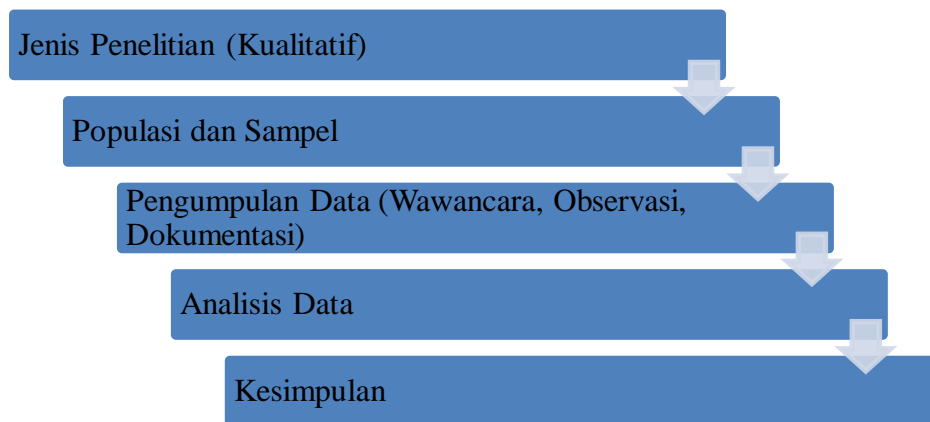 Jenis Penelitian (Kualitatif)
Populasi dan Sampel
Pengumpulan Data (Wawancara, Observasi,
Dokumentasi)
Analisis Data
Kesimpulan